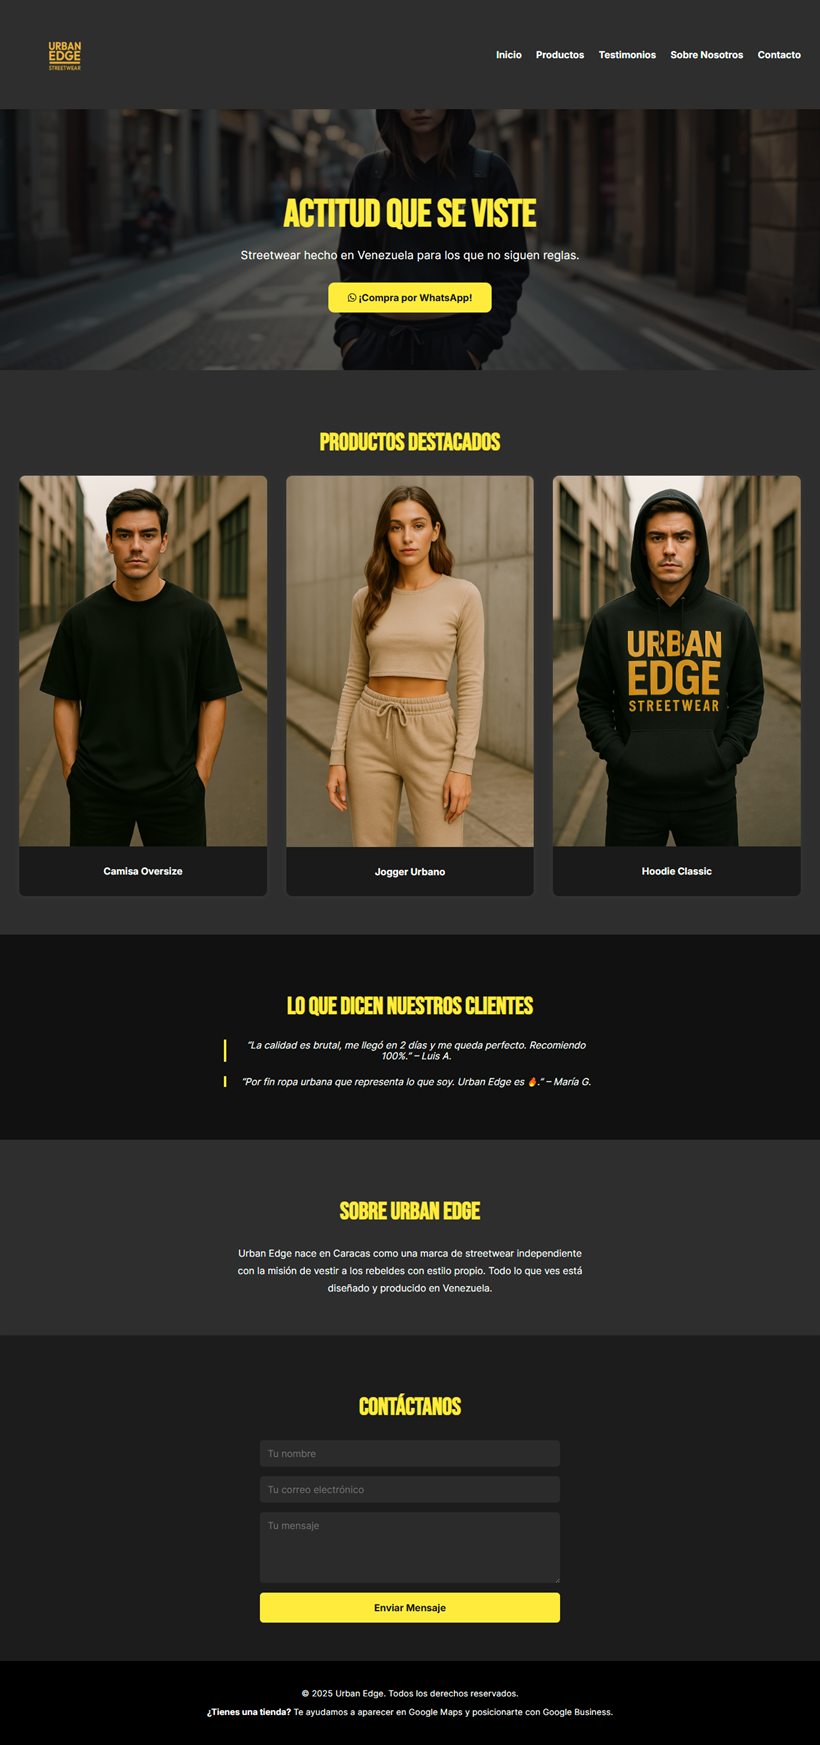 URBAN
EDGE
STREETWEAR
Inicio Productos Testimonios Sobre Nosotros Contacto
ACTITUD QUE SE VISTE
Streetwear hecho en Venezuela para los que no siguen reglas.
¡Compra por WhatsApp!
PRODUCTOS DESTACADOS
URBAN
EDGE
STREETWEAR
Camisa Oversize
Jogger Urbano
Hoodie Classic
LO QUE DICEN NUESTROS CLIENTES
"La calidad es brutal, me llegó en 2 días y me queda perfecto. Recomiendo
100%." – Luis A.
"Por fin ropa urbana que representa lo que soy. Urban Edge es 🔥." – María G.
SOBRE URBAN EDGE
Urban Edge nace en Caracas como una marca de streetwear independiente
con la misión de vestir a los rebeldes con estilo propio. Todo lo que ves está
diseñado y producido en Venezuela.
CONTÁCTANOS
Tu nombre
Tu correo electrónico
Tu mensaje
Enviar Mensaje
© 2025 Urban Edge. Todos los derechos reservados.
¿Tienes una tienda? Te ayudamos a aparecer en Google Maps y posicionarte con Google Business.